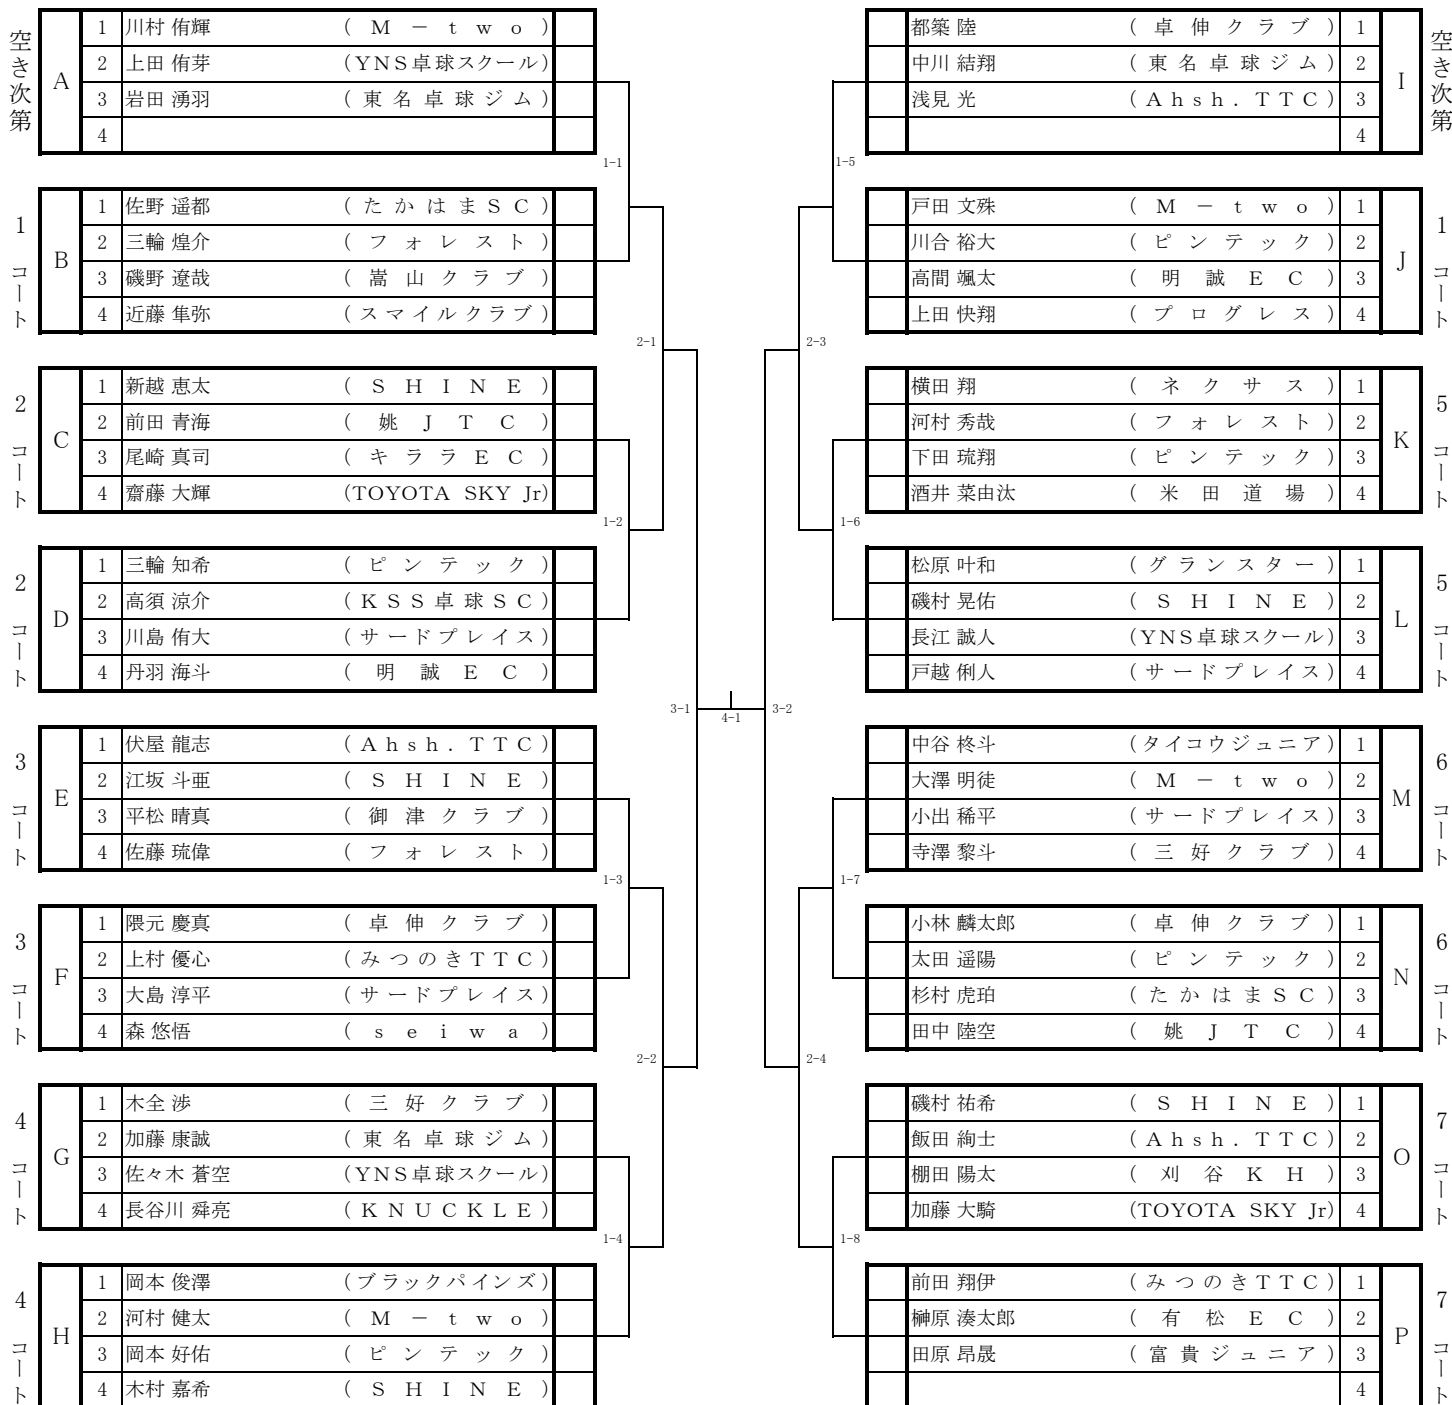 空き次第
A
1 川村 侑輝 (M－two)
2 上田 侑芽 (YNS卓球スクール)
3 岩田 湧羽 (東名卓球ジム)
4
1コート
B
1 佐野 遥都 (たかはまSC)
2 三輪 煌介 (フォレスト)
3 磯野 遼哉 (嵩山クラブ)
4 近藤 隼弥 (スマイルクラブ)
2コート
C
1 新越 恵太 (SHINE)
2 前田 青海 (姚JTC)
3 尾崎 真司 (キララEC)
4 齋藤 大輝 (TOYOTA SKY Jr)
2コート
D
1 三輪 知希 (ピンテック)
2 高須 涼介 (KSS卓球SC)
3 川島 侑大 (サードプレイス)
4 丹羽 海斗 (明誠EC)
3コート
E
1 伏屋 龍志 (Ahsh．TTC)
2 江坂 斗亜 (SHINE)
3 平松 晴真 (御津クラブ)
4 佐藤 琉偉 (フォレスト)
3コート
F
1 隈元 慶真 (卓伸クラブ)
2 上村 優心 (みつのきTTC)
3 大島 淳平 (サードプレイス)
4 森 悠悟 (seiwa)
4コート
G
1 木全 渉 (三好クラブ)
2 加藤 康誠 (東名卓球ジム)
3 佐々木 蒼空 (YNS卓球スクール)
4 長谷川 舜亮 (KNUCKLE)
4コート
H
1 岡本 俊澤 (ブラックパインズ)
2 河村 健太 (M－two)
3 岡本 好佑 (ピンテック)
4 木村 嘉希 (SHINE)
1-1
1-2
1-3
1-4
2-1
2-2
3-1
4-1
3-2
2-3
2-4
1-5
1-6
1-7
1-8
都築 陸 (卓伸クラブ) 1
中川 結翔 (東名卓球ジム) 2
浅見 光 (Ahsh．TTC) 3
4
I
空き次第
戸田 文殊 (M－two) 1
川合 裕大 (ピンテック) 2
高間 颯太 (明誠EC) 3
上田 快翔 (プログレス) 4
J
1コート
横田 翔 (ネクサス) 1
河村 秀哉 (フォレスト) 2
下田 琉翔 (ピンテック) 3
酒井 菜由汰 (米田道場) 4
K
5コート
松原 叶和 (グランスター) 1
磯村 晃佑 (SHINE) 2
長江 誠人 (YNS卓球スクール) 3
戸越 俐人 (サードプレイス) 4
L
5コート
中谷 柊斗 (タイコウジュニア) 1
大澤 明徒 (M－two) 2
小出 稀平 (サードプレイス) 3
寺澤 黎斗 (三好クラブ) 4
M
6コート
小林 麟太郎 (卓伸クラブ) 1
太田 遥陽 (ピンテック) 2
杉村 虎珀 (たかはまSC) 3
田中 陸空 (姚JTC) 4
N
6コート
磯村 祐希 (SHINE) 1
飯田 絢士 (Ahsh．TTC) 2
棚田 陽太 (刈谷KH) 3
加藤 大騎 (TOYOTA SKY Jr) 4
O
7コート
前田 翔伊 (みつのきTTC) 1
榊原 湊太郎 (有松EC) 2
田原 昂晟 (富貴ジュニア) 3
4
P
7コート